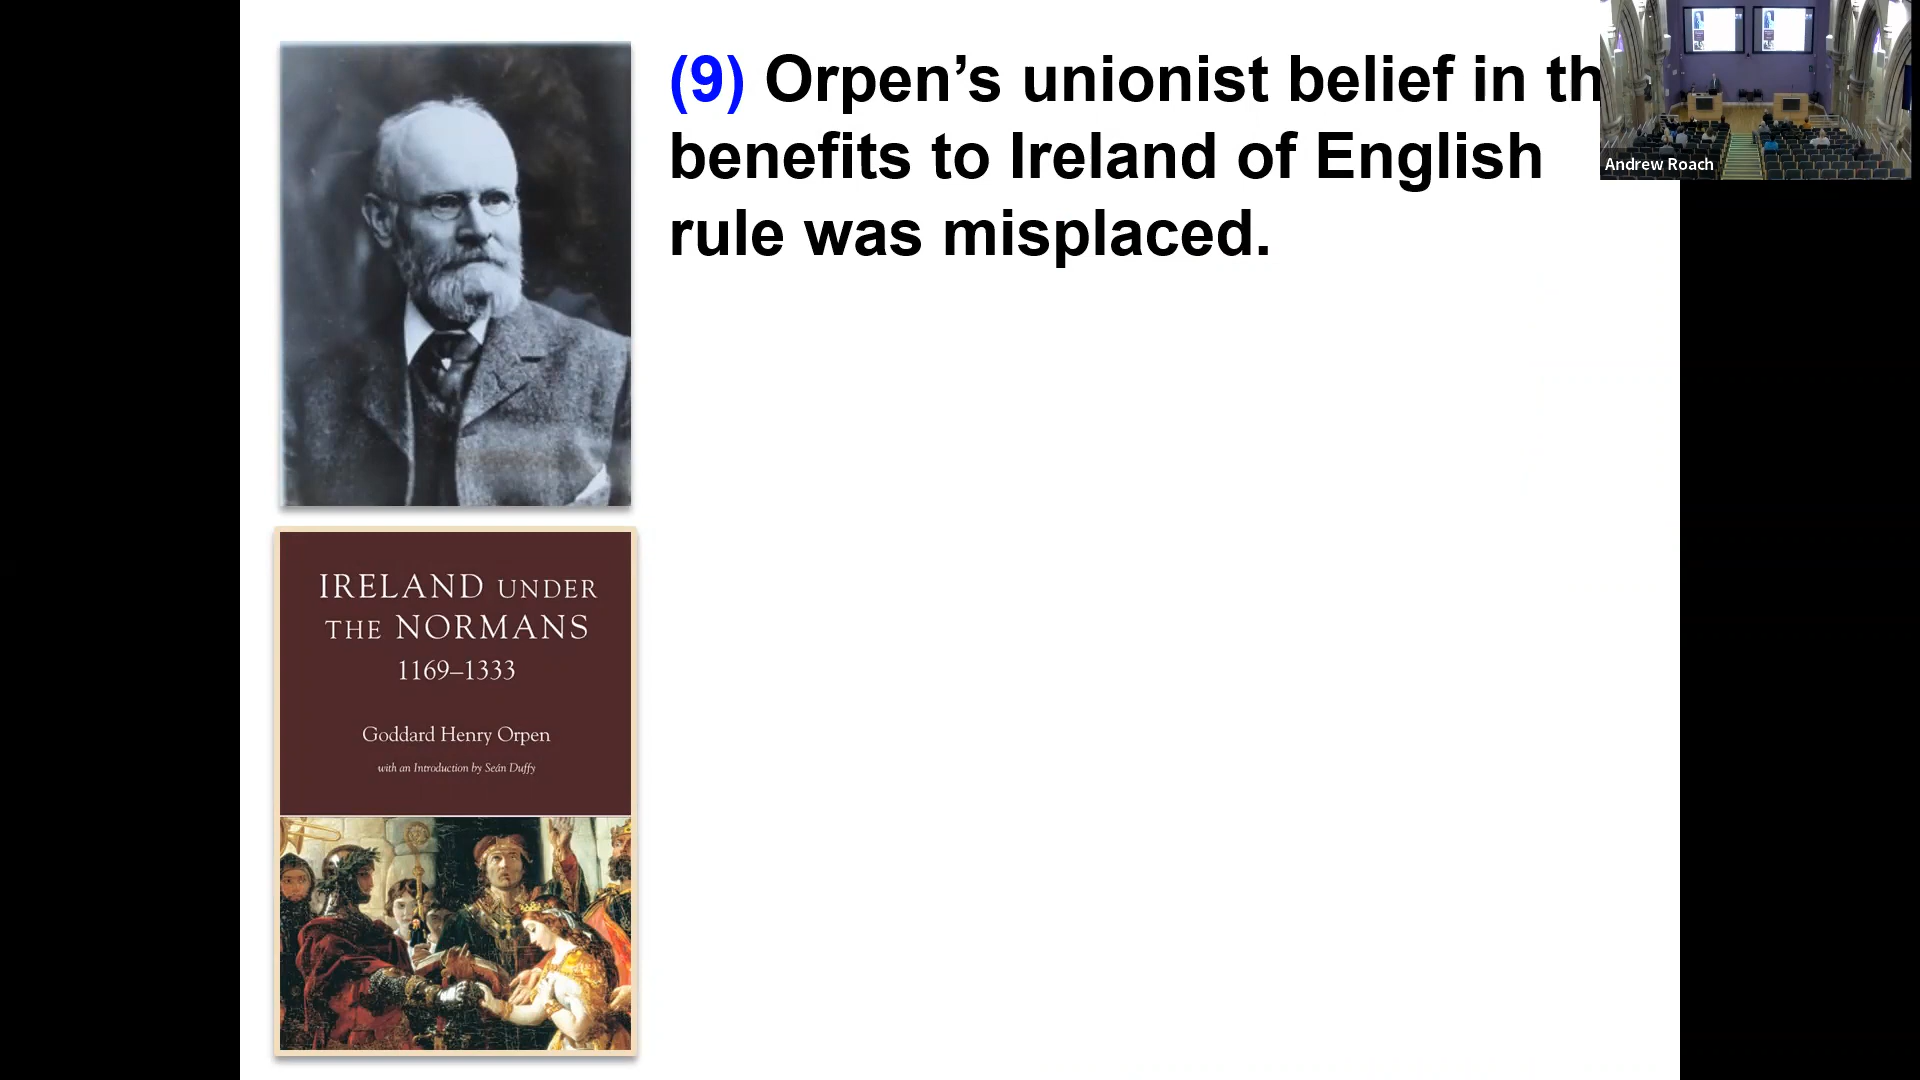 (9) Orpen’s unionist belief in th
benefits to Ireland of English
rule was misplaced.
Andrew Roach
IRELAND UNDER
THE NORMANS
1169–1333
Goddard Henry Orpen
with an Introduction by Seán Duffy